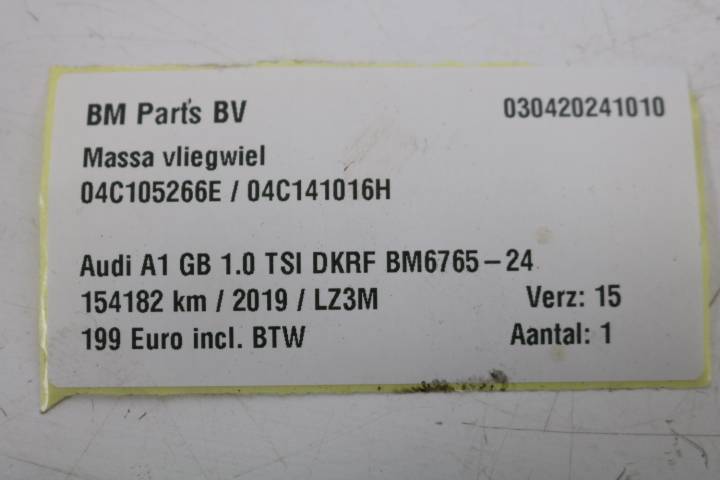 BM Parts BV 030420241010
Massa vliegwiel
04C105266E / 04C141016H
Audi A1 GB 1.0 TSI DKRF BM6765-24
154182 km / 2019 / LZ3M Verz: 15
199 Euro incl. BTW Aantal: 1